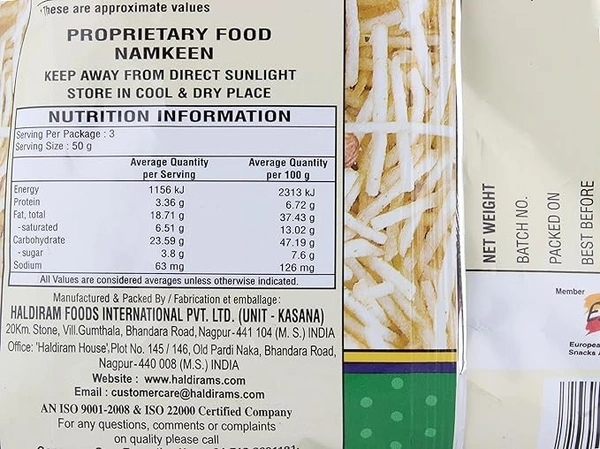 These are approximate values
PROPRIETARY FOOD
NAMKEEN
KEEP AWAY FROM DIRECT SUNLIGHT
STORE IN COOL & DRY PLACE
NUTRITION INFORMATION
Serving Per Package : 3
Serving Size : 50 g
Average Quantity per Serving Average Quantity per 100 g
Energy 1156 kJ 2313 kJ
Protein 3.36 g 6.72 g
Fat, total 18.71 g 37.43 g
-saturated 6.51 g 13.02 g
Carbohydrate 23.59 g 47.19 g
-sugar 3.8 g 7.6 g
Sodium 63 mg 126 mg
All Values are considered averages unless otherwise indicated.
Manufactured & Packed By / Fabrication et emballage:
HALDIRAM FOODS INTERNATIONAL PVT. LTD. (UNIT - KASANA)
20Km. Stone, Vill.Gumthala, Bhandara Road, Nagpur-441 104 (M. S.) INDIA
Office: 'Haldiram House', Plot No. 145 / 146, Old Pardi Naka, Bhandara Road,
Nagpur-440 008 (M.S.) INDIA
Website : www.haldirams.com
Email : customercare@haldirams.com
AN ISO 9001-2008 & ISO 22000 Certified Company
For any questions, comments or complaints
on quality please call
NET WEIGHT
BATCH NO.
PACKED ON
BEST BEFORE
Member
Europea
Snacks